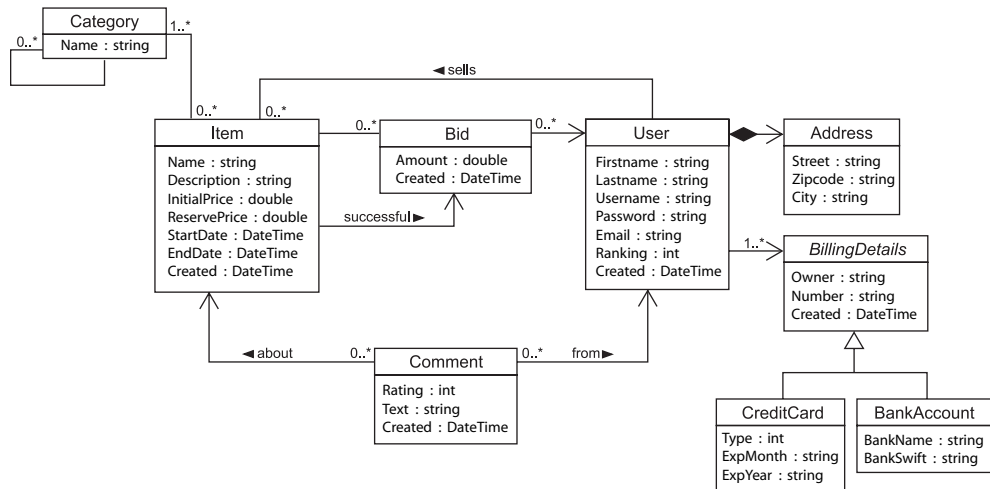 Category
Name : string
0..*
1..*
◄ sells
0..*
0..*
Item
Name : string
Description : string
InitialPrice : double
ReservePrice : double
StartDate : DateTime
EndDate : DateTime
Created : DateTime
0..*
Bid
Amount : double
Created : DateTime
0..*
successful ►
User
Firstname : string
Lastname : string
Username : string
Password : string
Email : string
Ranking : int
Created : DateTime
Address
Street : string
Zipcode : string
City : string
1..*
BillingDetails
Owner : string
Number : string
Created : DateTime
◄ about
0..*
Comment
Rating : int
Text : string
Created : DateTime
0..*
from ►
CreditCard
Type : int
ExpMonth : string
ExpYear : string
BankAccount
BankName : string
BankSwift : string